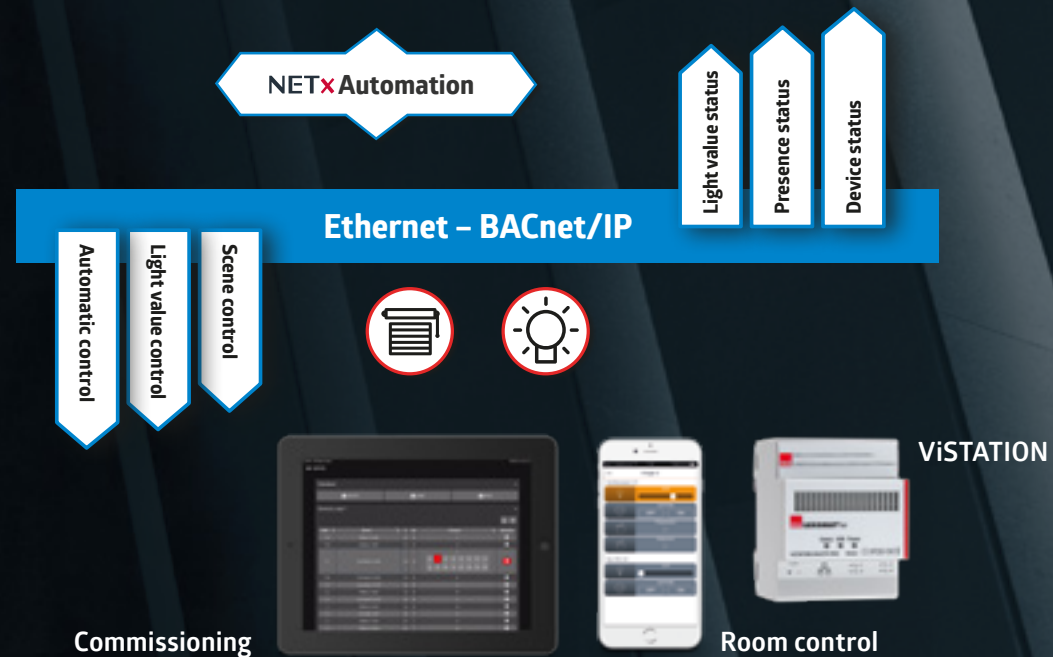 NETx Automation
Light value status
Presence status
Device status
Ethernet – BACnet/IP
Automatic control
Light value control
Scene control
ViSTATION
Commissioning
Room control